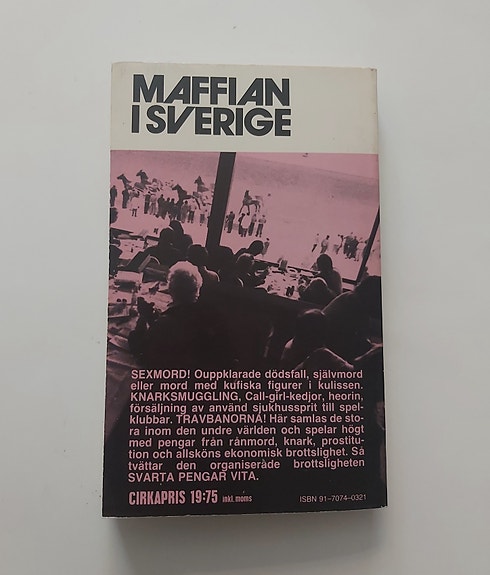 MAFFIAN
I SVERIGE
SEXMORD! Ouppklarade dödsfall, självmord
eller mord med kufiska figurer i kulissen.
KNARKSMUGGLING, Call-girl-kedjor, heorin,
försäljning av använd sjukhussprit till spel-
klubbar. TRAVBANORNA! Här samlas de sto-
ra inom den undre världen och spelar högt
med pengar från rånmord, knark, prostitu-
tion och allsköns ekonomisk brottslighet. Så
tvättar den organiserade brottsligheten
SVARTA PENGAR VITA.
CIRKAPRIS 19:75 inkl. moms
ISBN 91-7074-0321